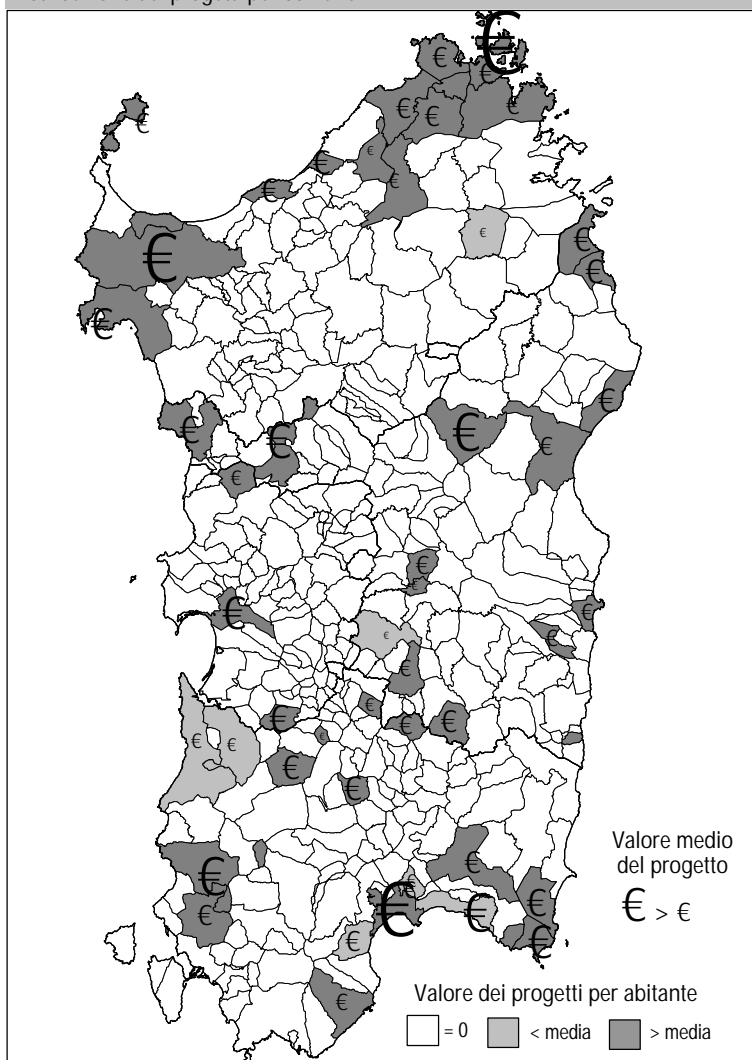 Valore medio
del progetto
€ > €
Valore dei progetti per abitante
= 0 < media > media